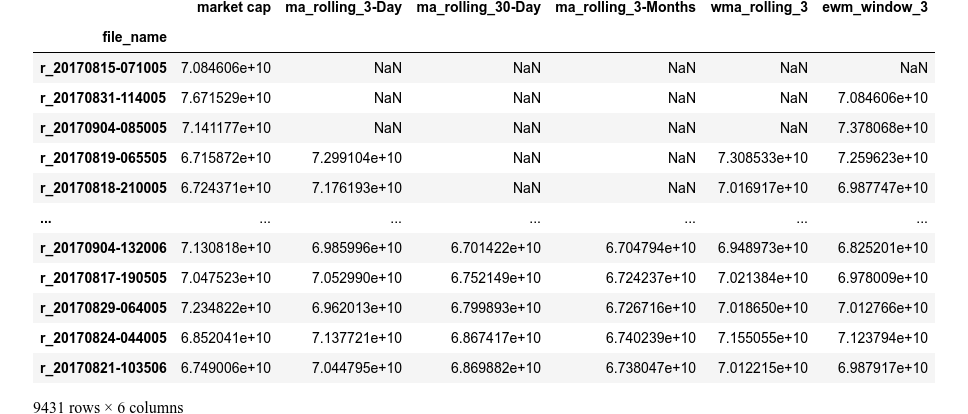 market cap ma_rolling_3-Day ma_rolling_30-Day ma_rolling_3-Months wma_rolling_3 ewm_window_3
file_name
r_20170815-071005 7.084606e+10 NaN NaN NaN NaN NaN
r_20170831-114005 7.671529e+10 NaN NaN NaN NaN 7.084606e+10
r_20170904-085005 7.141177e+10 NaN NaN NaN NaN 7.378068e+10
r_20170819-065505 6.715872e+10 7.299104e+10 NaN NaN 7.308533e+10 7.259623e+10
r_20170818-210005 6.724371e+10 7.176193e+10 NaN NaN 7.016917e+10 6.987747e+10
... ... ... ... ... ... ...
r_20170904-132006 7.130818e+10 6.985996e+10 6.701422e+10 6.704794e+10 6.948973e+10 6.825201e+10
r_20170817-190505 7.047523e+10 7.052990e+10 6.752149e+10 6.724237e+10 7.021384e+10 6.978009e+10
r_20170829-064005 7.234822e+10 6.962013e+10 6.799893e+10 6.726716e+10 7.018650e+10 7.012766e+10
r_20170824-044005 6.852041e+10 7.137721e+10 6.867417e+10 6.740239e+10 7.155055e+10 7.123794e+10
r_20170821-103506 6.749006e+10 7.044795e+10 6.869882e+10 6.738047e+10 7.012215e+10 6.987917e+10
9431 rows × 6 columns